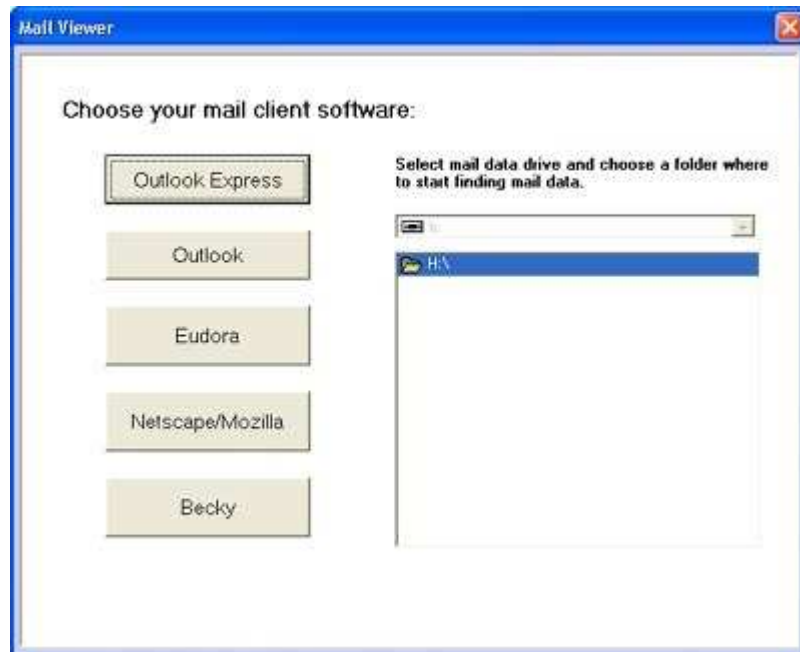 Mail Viewer
Choose your mail client software:
Outlook Express
Outlook
Eudora
Netscape/Mozilla
Becky
Select mail data drive and choose a folder where
to start finding mail data.
H:\